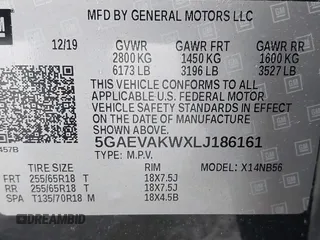 GM
MFD BY GENERAL MOTORS LLC
12/19 GVWR GAWR FRT GAWR RR
2800 KG 1450 KG 1600 KG
6173 LB 3196 LB 3527 LB
THIS VEHICLE CONFORMS TO ALL
APPLICABLE U.S. FEDERAL MOTOR
VEHICLE SAFETY STANDARDS IN EFFECT
ON THE DATE OF MANUFACTURE SHOWN
ABOVE.
5GAEVAKWXLJ186161
TYPE: M.P.V. MODEL: X14NB56
457B
TIRE SIZE RIM
FRT 255/65R18 T 18X7.5J
RR 255/65R18 T 18X7.5J
SPA T135/70R18 M 18X4.5B
DREAMBID